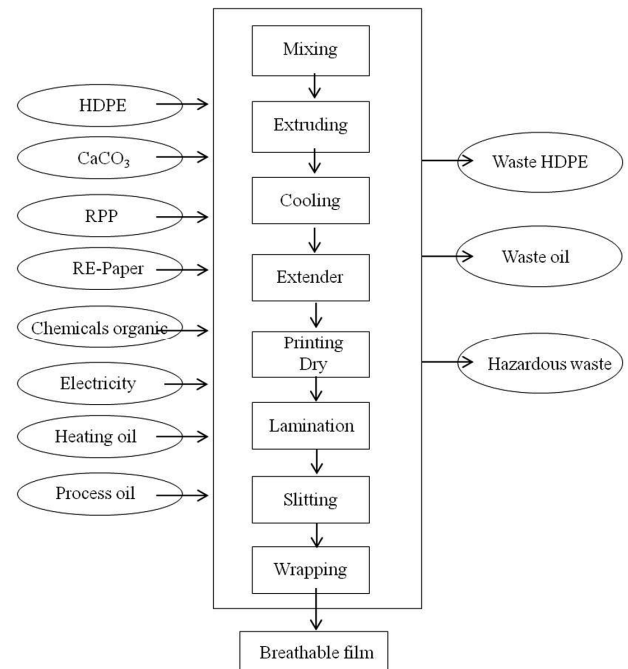 HDPE
CaCO₃
RPP
RE-Paper
Chemicals organic
Electricity
Heating oil
Process oil
Mixing
Extruding
Cooling
Extender
Printing
Dry
Lamination
Slitting
Wrapping
Breathable film
Waste HDPE
Waste oil
Hazardous waste